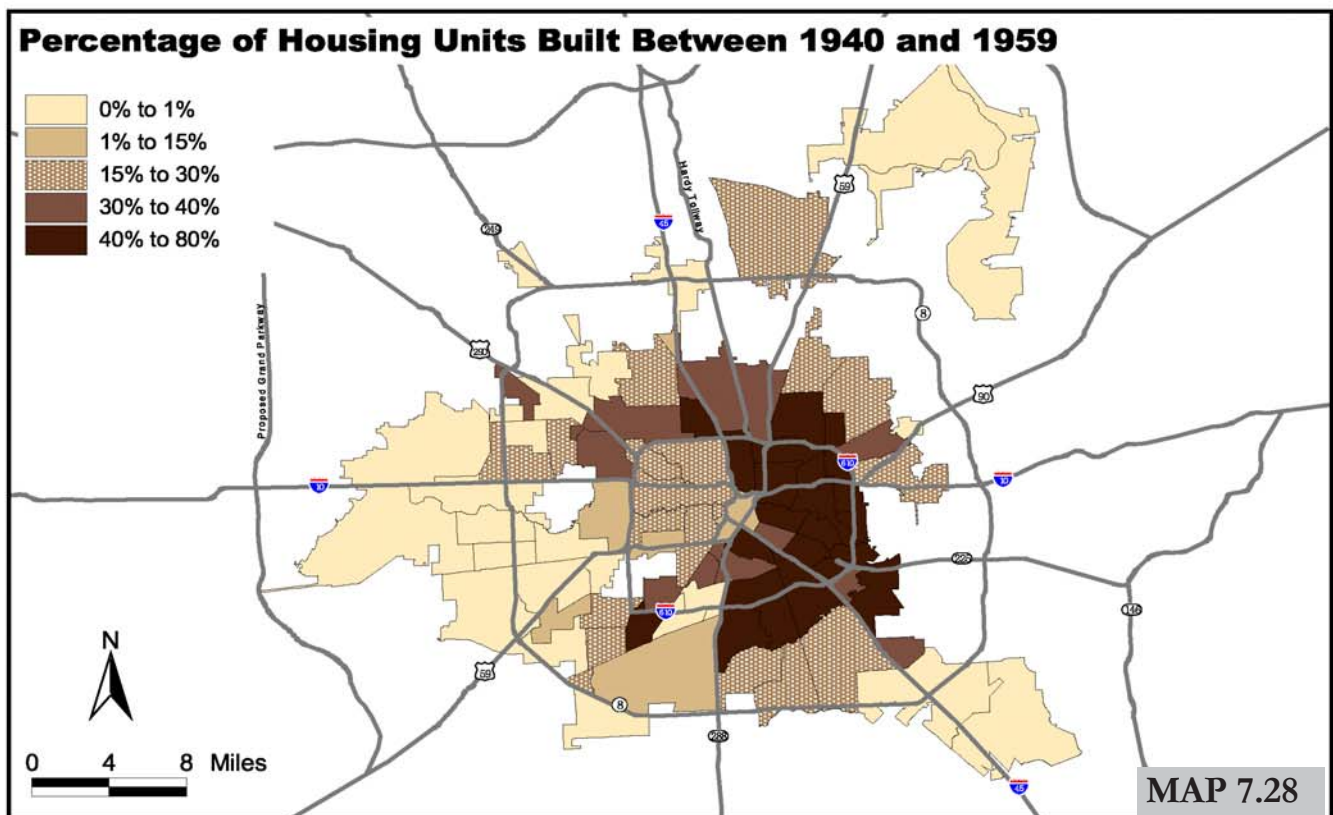 Percentage of Housing Units Built Between 1940 and 1959
0% to 1%
1% to 15%
15% to 30%
30% to 40%
40% to 80%
Hardy Tollway
59
45
249
8
290
Proposed Grand Parkway
90
610
10
10
225
146
610
N
59
8
288
0 4 8 Miles
45
MAP 7.28